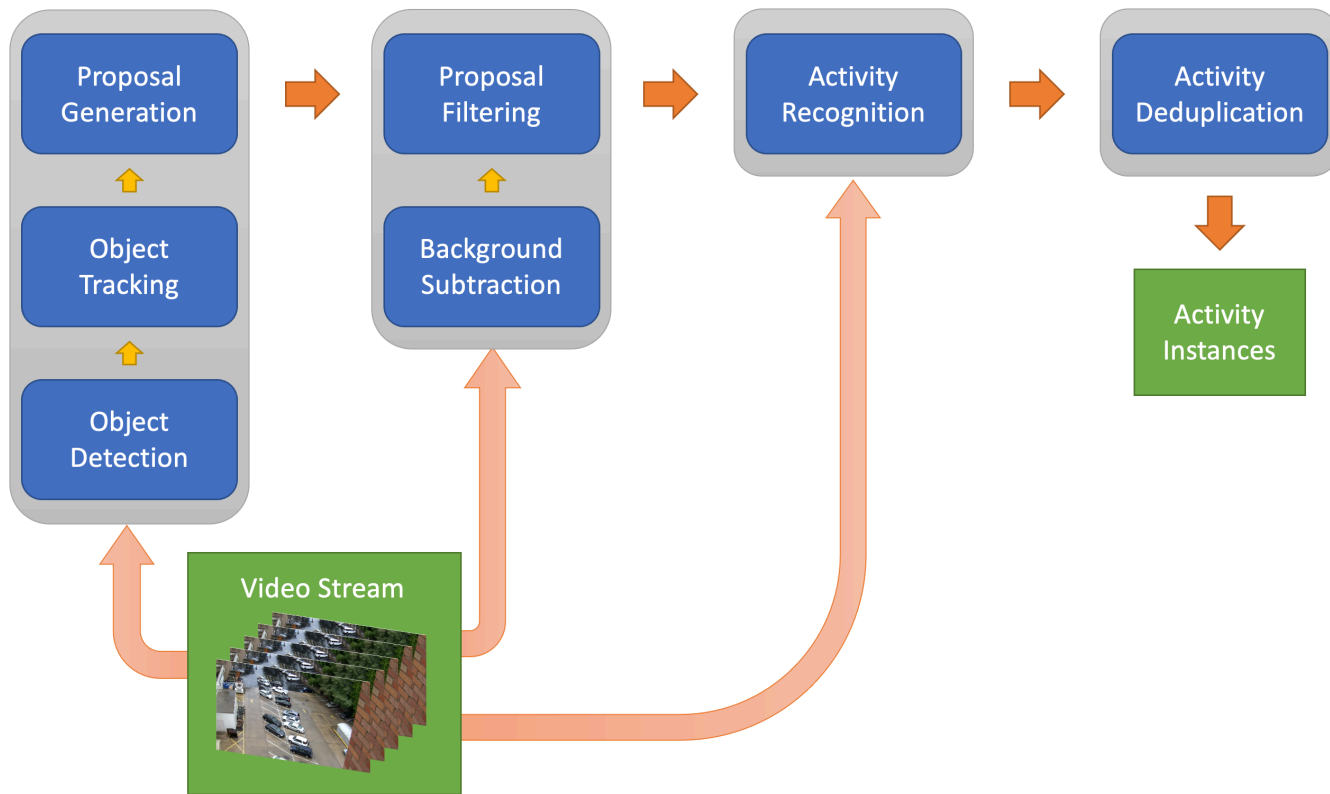 Proposal
Generation
Proposal
Filtering
Activity
Recognition
Activity
Deduplication
Object
Tracking
Background
Subtraction
Activity
Instances
Object
Detection
Video Stream